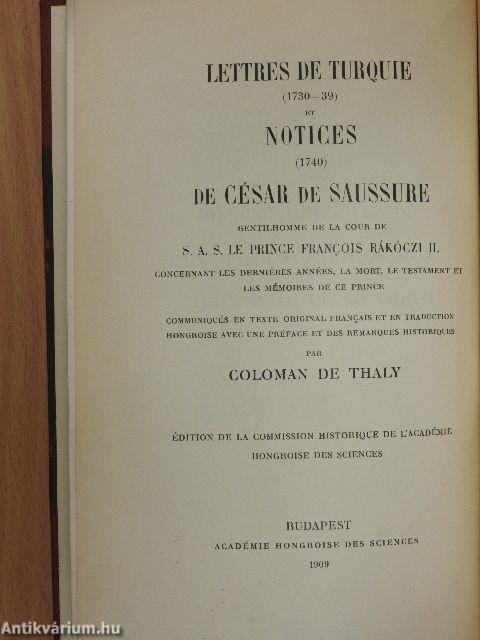 LETTRES DE TURQUIE
(1730—39)
ET
NOTICES
(1740)
DE CÉSAR DE SAUSSURE
GENTILHOMME DE LA COUR DE
S. A. S. LE PRINCE FRANÇOIS RÁKÓCZI II.
CONCERNANT LES DERNIÈRES ANNÉES, LA MORT, LE TESTAMENT ET
LES MÉMOIRES DE CE PRINCE
COMMUNIQUÉS EN TEXTE ORIGINAL FRANÇAIS ET EN TRADUCTION
HONGROISE AVEC UNE PRÉFACE ET DES REMARQUES HISTORIQUES
PAR
COLOMAN DE THALY
ÉDITION DE LA COMMISSION HISTORIQUE DE L'ACADÉMIE
HONGROISE DES SCIENCES
BUDAPEST
ACADÉMIE HONGROISE DES SCIENCES
1909
Antikvárium.hu